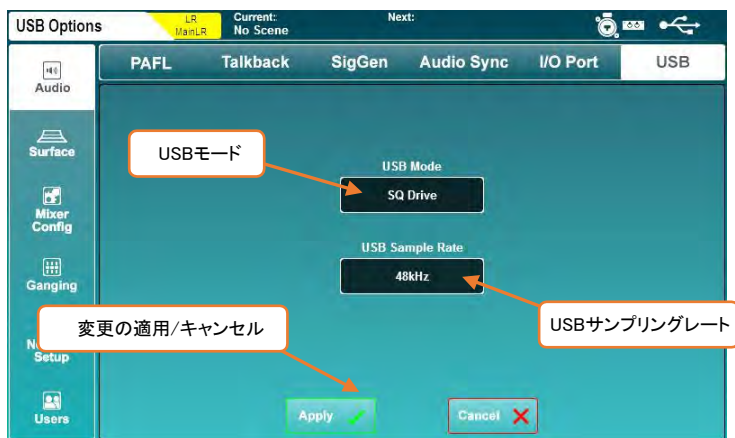 USB Options
LR
MainLR
Current:
No Scene
Next:
PAFL Talkback SigGen Audio Sync I/O Port USB
Audio
Surface
USBモード
USB Mode
SQ Drive
Mixer
Config
USB Sample Rate
48kHz
Ganging
USBサンプリングレート
変更の適用/キャンセル
Setup
Users
Apply
Cancel